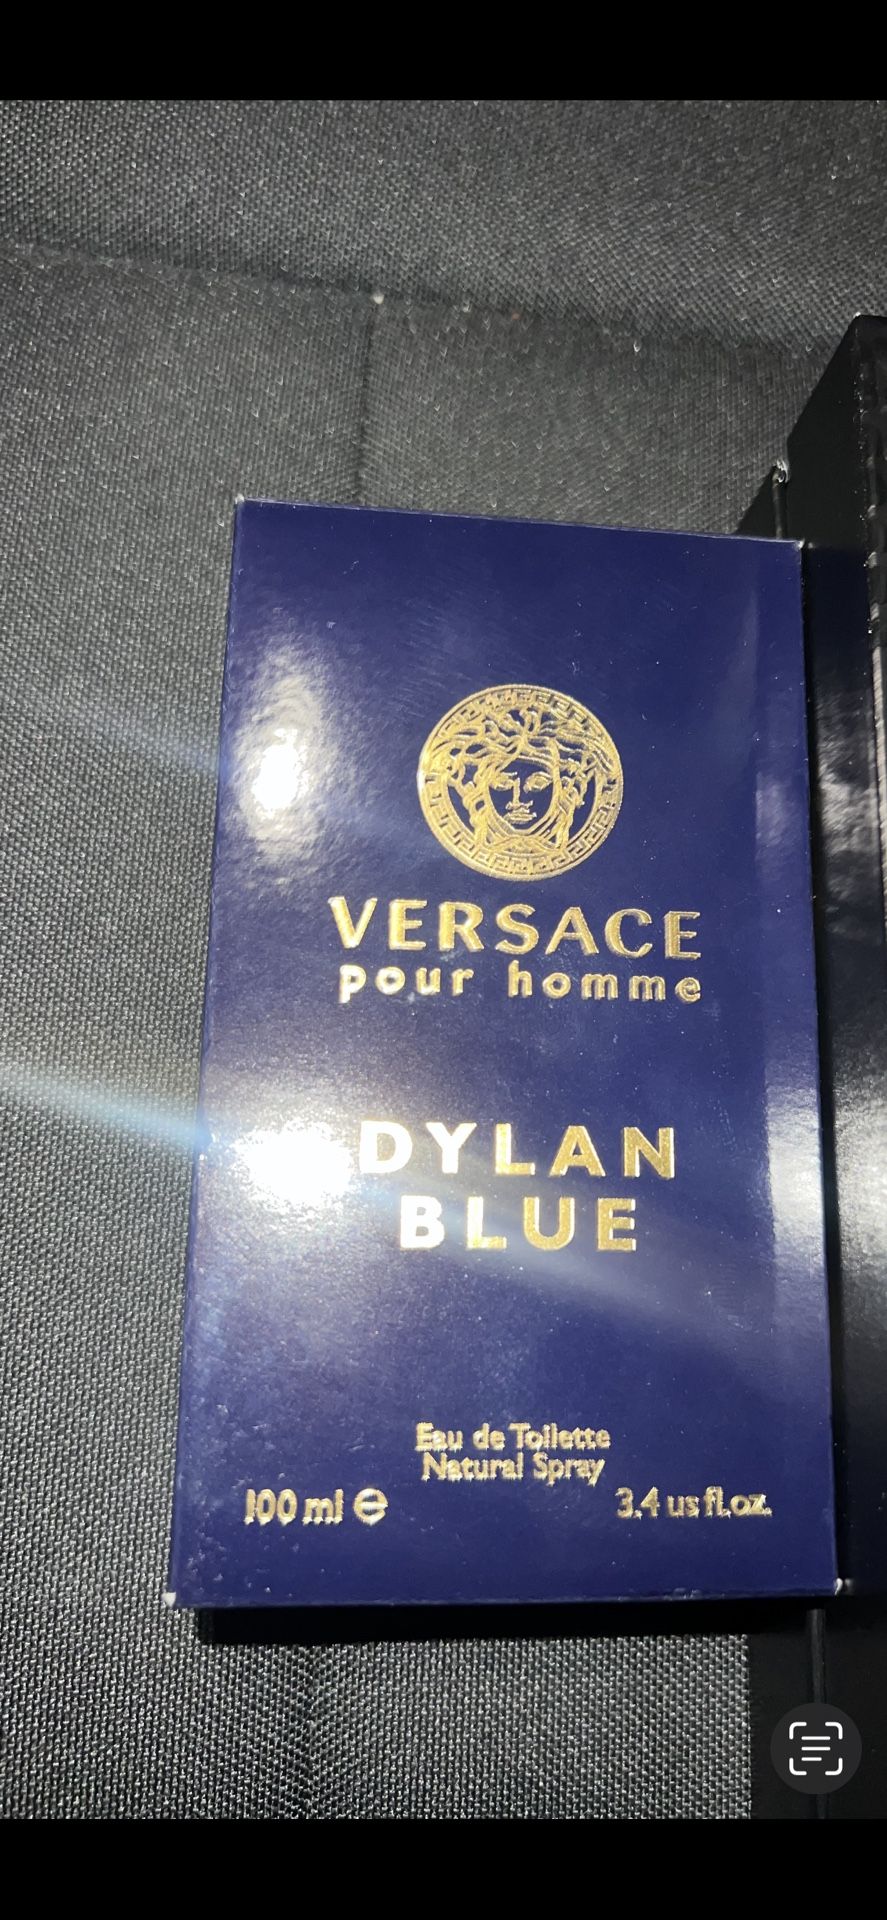 VERSACE
pour homme
DYLAN
BLUE
Eau de Toilette
Natural Spray
100 ml ℮
3.4 us fl.oz.